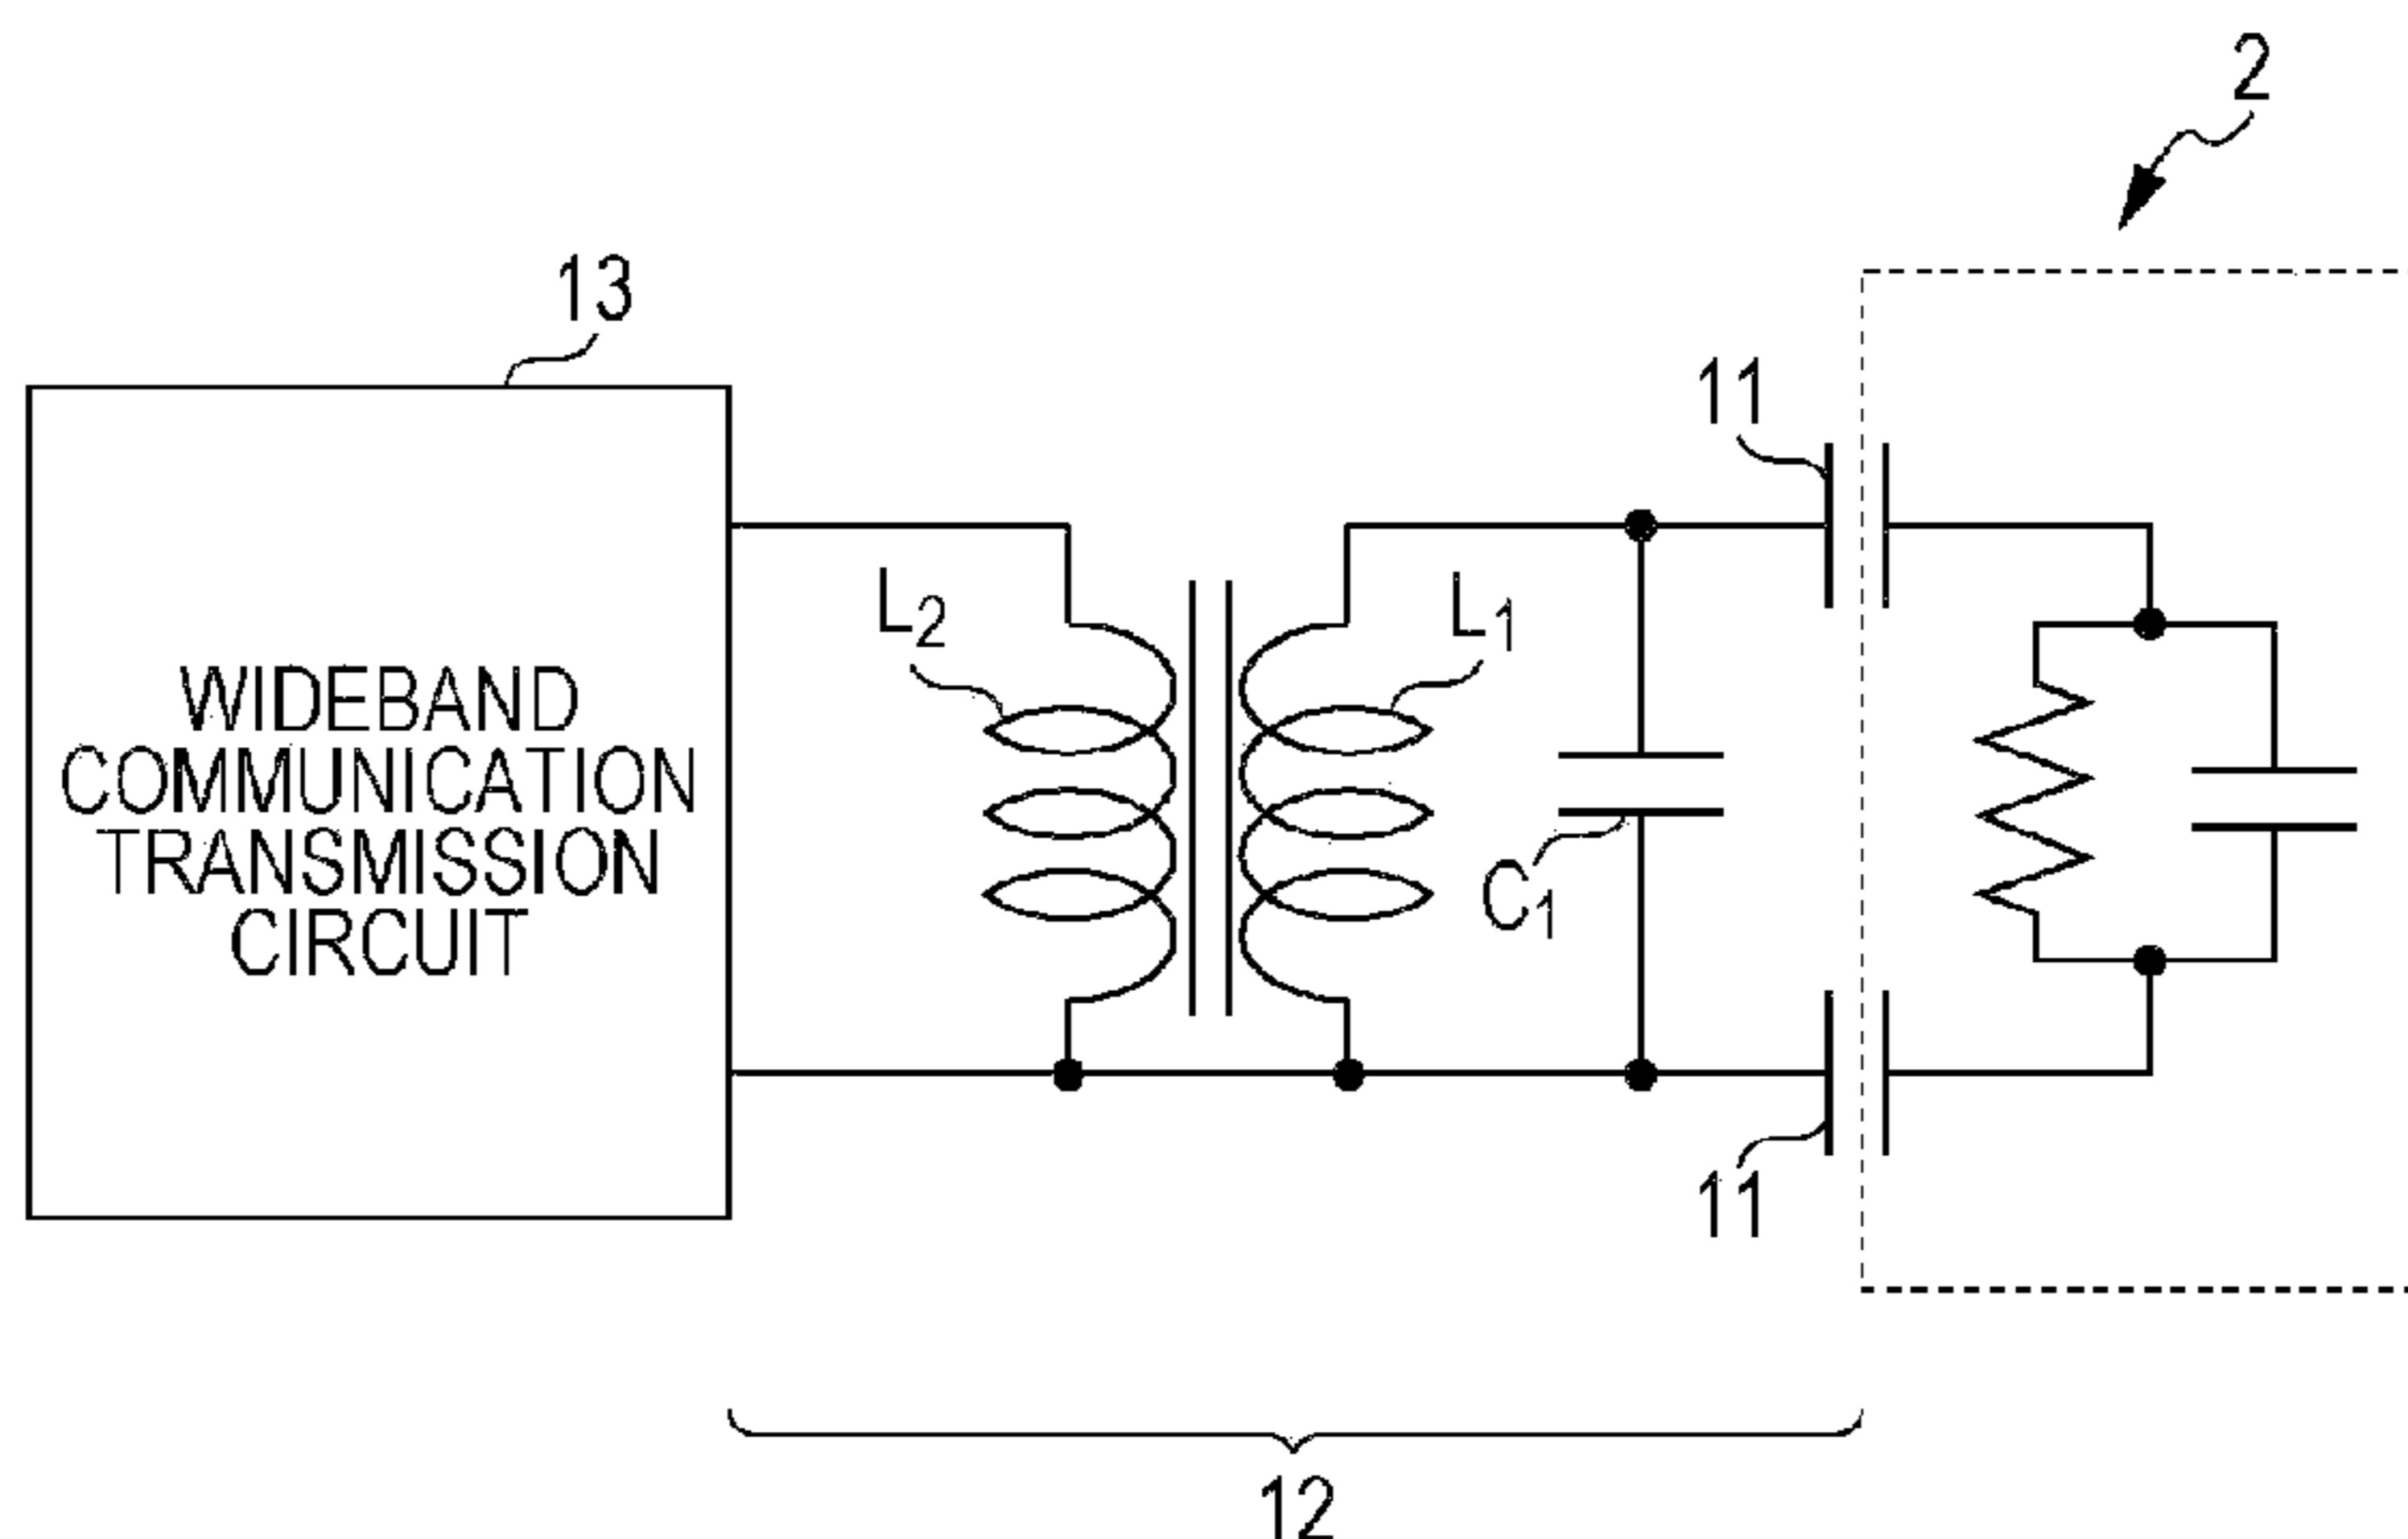 2
13
11
L2
L1
WIDEBAND
COMMUNICATION
TRANSMISSION
CIRCUIT
C1
11
12